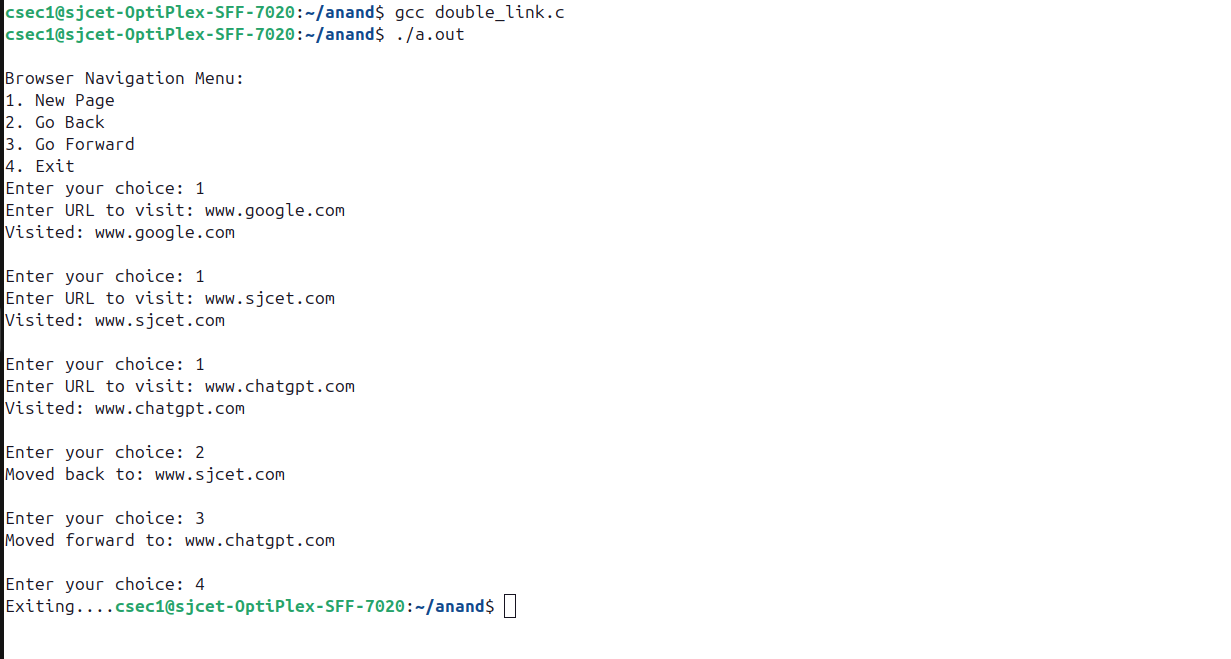 csec1@sjcet-OptiPlex-SFF-7020:~/anand$ gcc double_link.c
csec1@sjcet-OptiPlex-SFF-7020:~/anand$ ./a.out

Browser Navigation Menu:
1. New Page
2. Go Back
3. Go Forward
4. Exit
Enter your choice: 1
Enter URL to visit: www.google.com
Visited: www.google.com

Enter your choice: 1
Enter URL to visit: www.sjcet.com
Visited: www.sjcet.com

Enter your choice: 1
Enter URL to visit: www.chatgpt.com
Visited: www.chatgpt.com

Enter your choice: 2
Moved back to: www.sjcet.com

Enter your choice: 3
Moved forward to: www.chatgpt.com

Enter your choice: 4
Exiting....csec1@sjcet-OptiPlex-SFF-7020:~/anand$